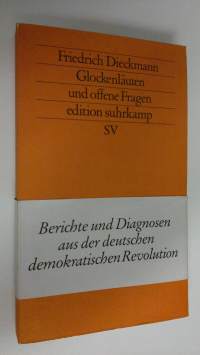 Friedrich Dieckmann
Glockenläuten
und offene Fragen
edition suhrkamp
SV
Berichte und Diagnosen
aus der deutschen
demokratischen Revolution